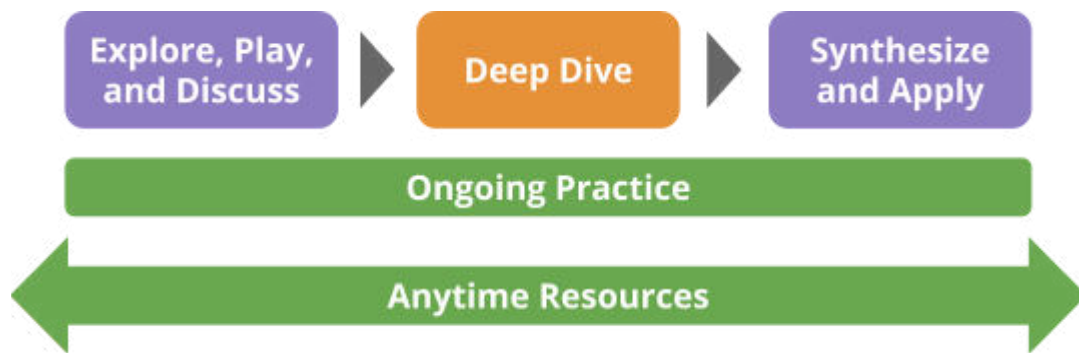 Explore, Play,
and Discuss
Deep Dive
Synthesize
and Apply
Ongoing Practice
Anytime Resources